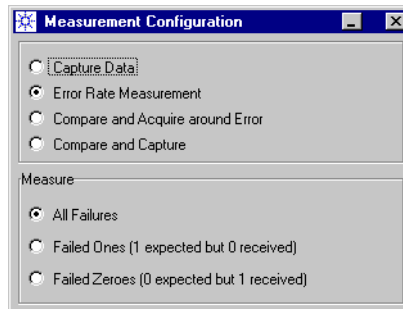 Measurement Configuration
Capture Data
Error Rate Measurement
Compare and Acquire around Error
Compare and Capture
Measure
All Failures
Failed Ones (1 expected but 0 received)
Failed Zeroes (0 expected but 1 received)